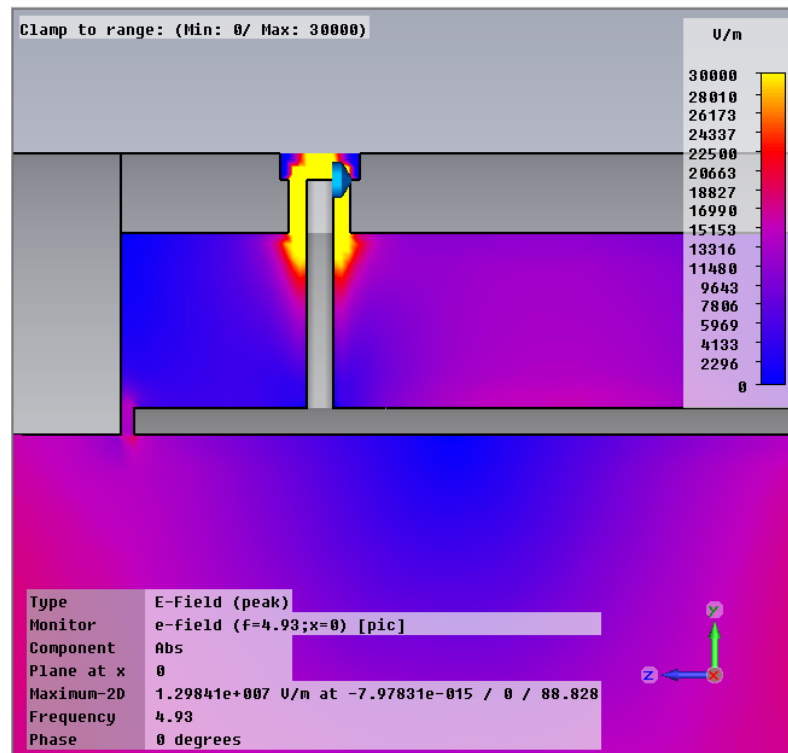 Clamp to range: (Min: 0/ Max: 30000)
V/m
30000
28010
26173
24337
22500
20663
18827
16990
15153
13316
11480
9643
7806
5969
4133
2296
0
Type E-Field (peak)
Monitor e-field (f=4.93;x=0) [pic]
Component Abs
Plane at x 0
Maximum-2D 1.29841e+007 V/m at -7.97831e-015 / 0 / 88.828
Frequency 4.93
Phase 0 degrees
y
z
x